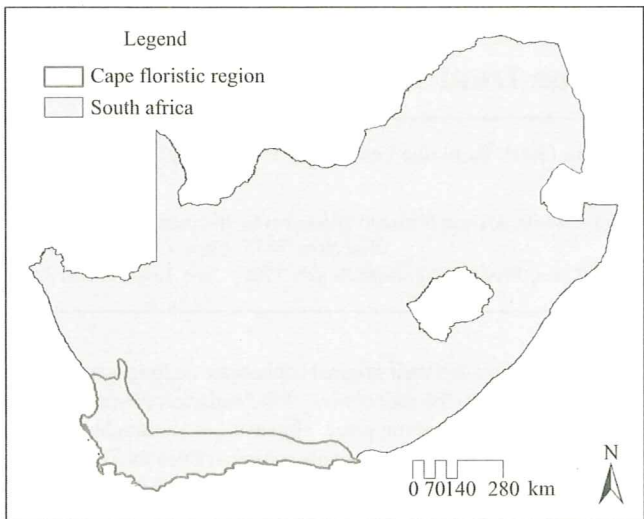 Legend
Cape floristic region
South africa
N
0 70140 280 km